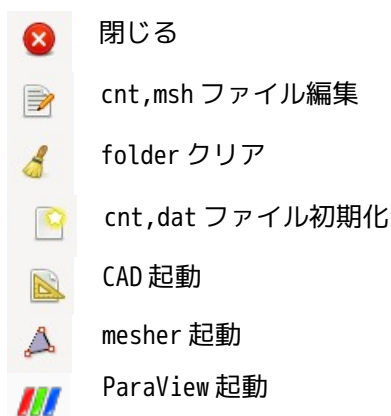 閉じる
cnt,msh ファイル編集
folder クリア
cnt,dat ファイル初期化
CAD 起動
mesher 起動
ParaView 起動